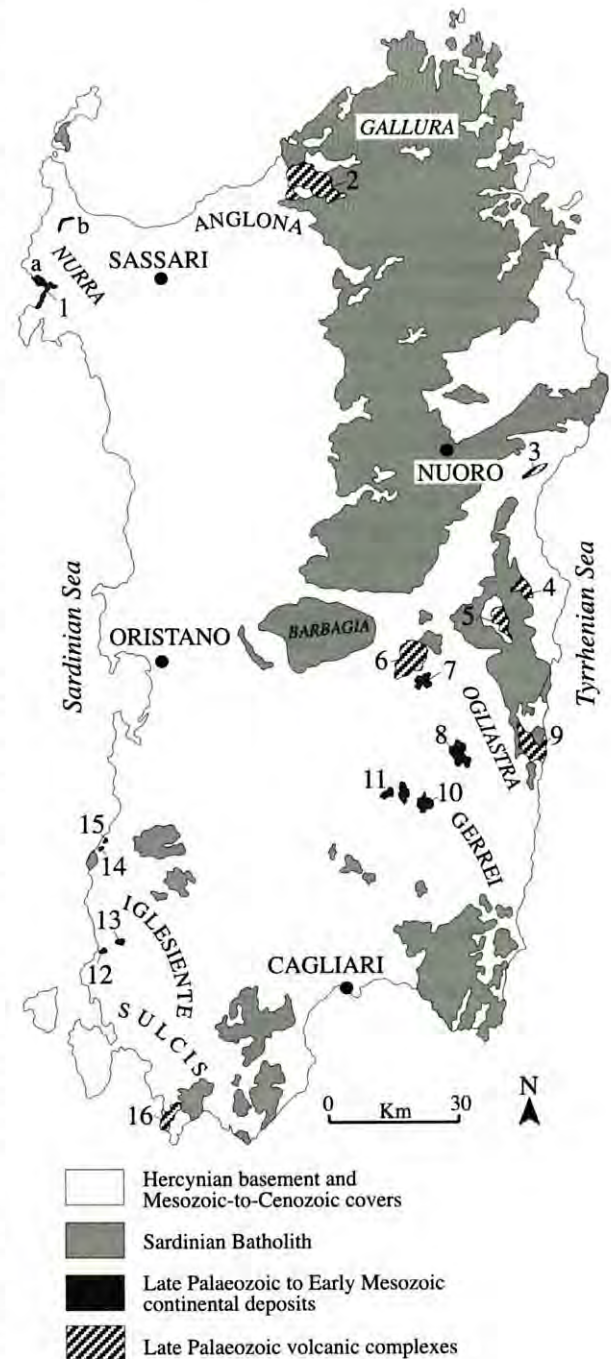 GALLURA
2
ANGLONA
b
NURRA
SASSARI
a
1
3
NUORO
Sardinian Sea
Tyrrhenian Sea
4
5
ORISTANO
BARBAGIA
6
7
OGLIASTRA
8
9
11
10
GERREI
15
14
13
IGLESIENTE
12
CAGLIARI
SULCIS
N
0 Km 30
16
Hercynian basement and
Mesozoic-to-Cenozoic covers
Sardinian Batholith
Late Palaeozoic to Early Mesozoic
continental deposits
Late Palaeozoic volcanic complexes